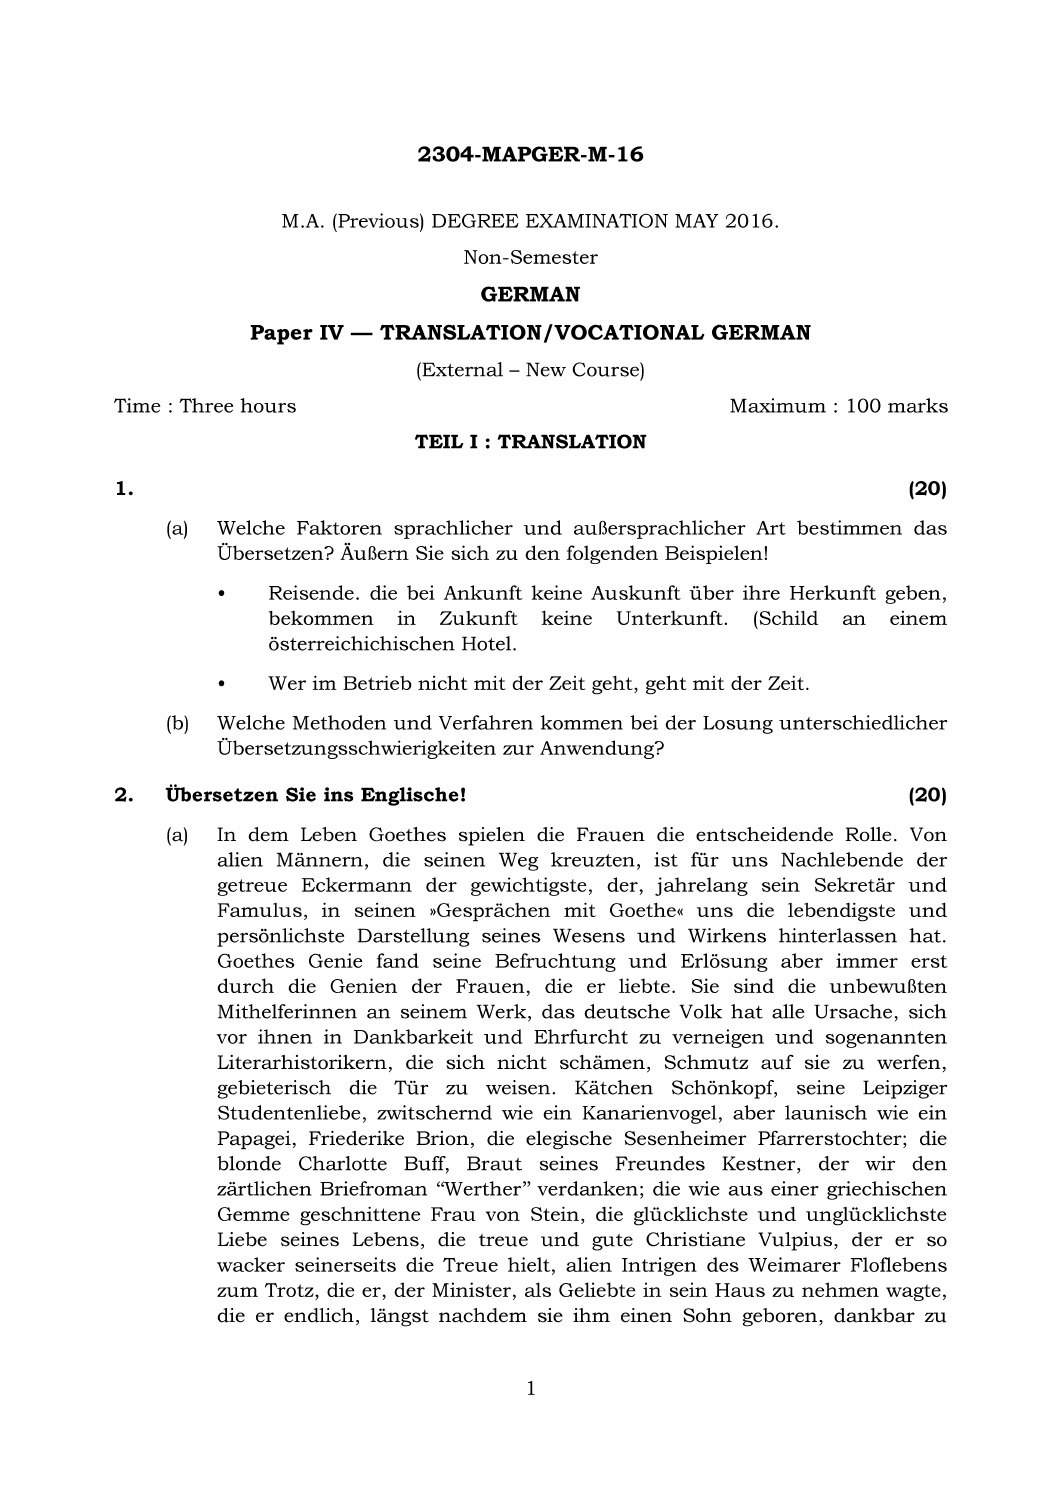 2304-MAPGER-M-16
M.A. (Previous) DEGREE EXAMINATION MAY 2016.
Non-Semester
GERMAN
Paper IV — TRANSLATION/VOCATIONAL GERMAN
(External – New Course)
Time : Three hours Maximum : 100 marks
TEIL I : TRANSLATION
1. (20)
(a) Welche Faktoren sprachlicher und außersprachlicher Art bestimmen das
Übersetzen? Äußern Sie sich zu den folgenden Beispielen!
• Reisende. die bei Ankunft keine Auskunft über ihre Herkunft geben,
bekommen in Zukunft keine Unterkunft. (Schild an einem
österreichichischen Hotel.
• Wer im Betrieb nicht mit der Zeit geht, geht mit der Zeit.
(b) Welche Methoden und Verfahren kommen bei der Losung unterschiedlicher
Übersetzungsschwierigkeiten zur Anwendung?
2. Übersetzen Sie ins Englische! (20)
(a) In dem Leben Goethes spielen die Frauen die entscheidende Rolle. Von
alien Männern, die seinen Weg kreuzten, ist für uns Nachlebende der
getreue Eckermann der gewichtigste, der, jahrelang sein Sekretär und
Famulus, in seinen »Gesprächen mit Goethe« uns die lebendigste und
persönlichste Darstellung seines Wesens und Wirkens hinterlassen hat.
Goethes Genie fand seine Befruchtung und Erlösung aber immer erst
durch die Genien der Frauen, die er liebte. Sie sind die unbewußten
Mithelferinnen an seinem Werk, das deutsche Volk hat alle Ursache, sich
vor ihnen in Dankbarkeit und Ehrfurcht zu verneigen und sogenannten
Literarhistorikern, die sich nicht schämen, Schmutz auf sie zu werfen,
gebieterisch die Tür zu weisen. Kätchen Schönkopf, seine Leipziger
Studentenliebe, zwitschernd wie ein Kanarienvogel, aber launisch wie ein
Papagei, Friederike Brion, die elegische Sesenheimer Pfarrerstochter; die
blonde Charlotte Buff, Braut seines Freundes Kestner, der wir den
zärtlichen Briefroman “Werther” verdanken; die wie aus einer griechischen
Gemme geschnittene Frau von Stein, die glücklichste und unglücklichste
Liebe seines Lebens, die treue und gute Christiane Vulpius, der er so
wacker seinerseits die Treue hielt, alien Intrigen des Weimarer Floflebens
zum Trotz, die er, der Minister, als Geliebte in sein Haus zu nehmen wagte,
die er endlich, längst nachdem sie ihm einen Sohn geboren, dankbar zu
1